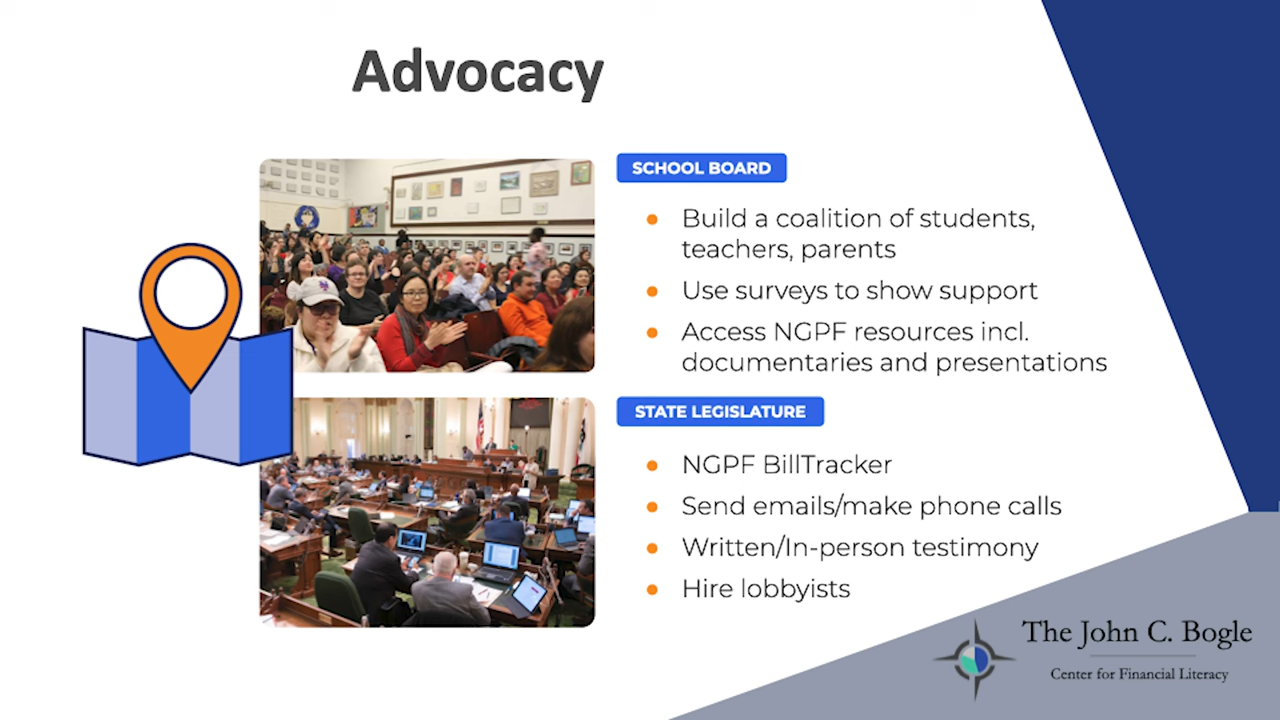 Advocacy
SCHOOL BOARD
Build a coalition of students,
teachers, parents
Use surveys to show support
Access NGPF resources incl.
documentaries and presentations
STATE LEGISLATURE
NGPF BillTracker
Send emails/make phone calls
Written/In-person testimony
Hire lobbyists
The John C. Bogle
Center for Financial Literacy